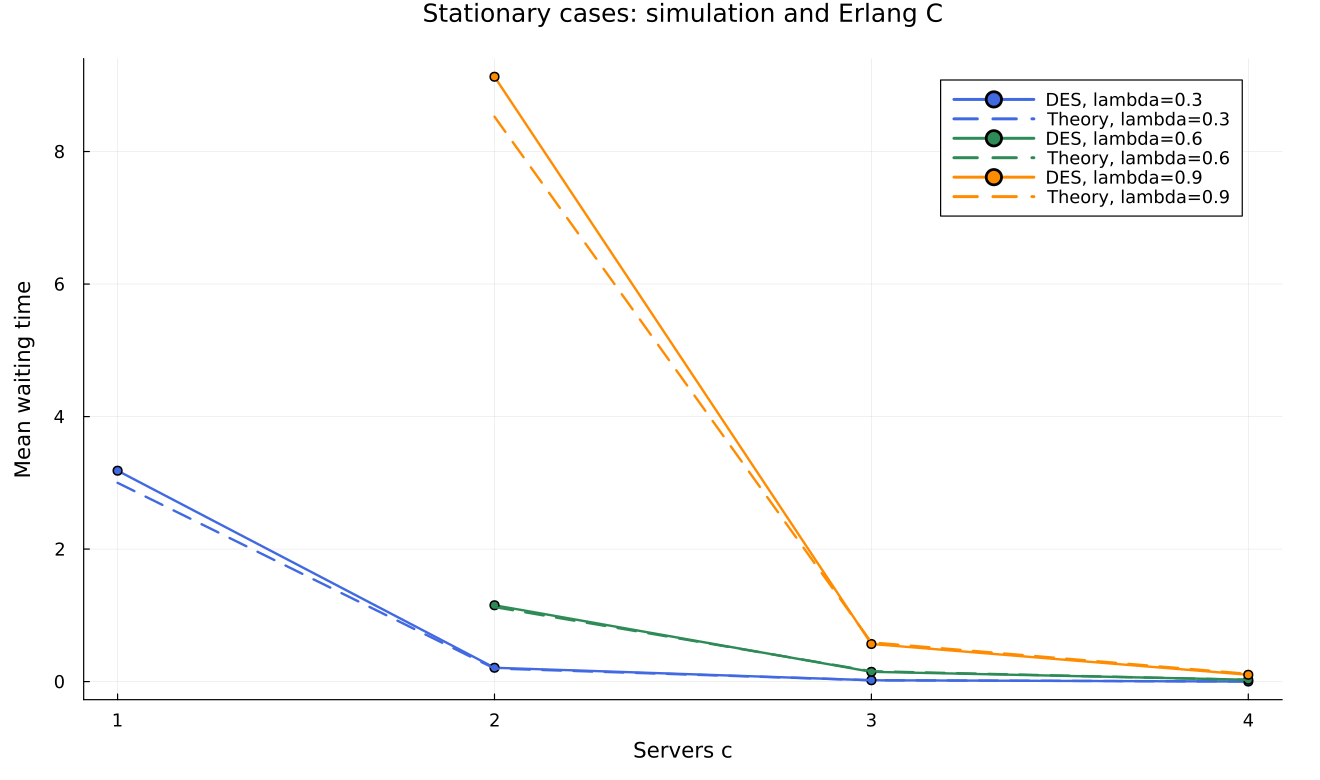 Stationary cases: simulation and Erlang C
DES, lambda=0.3
Theory, lambda=0.3
DES, lambda=0.6
Theory, lambda=0.6
DES, lambda=0.9
Theory, lambda=0.9
Mean waiting time
8
6
4
2
0
1 2 3 4
Servers c